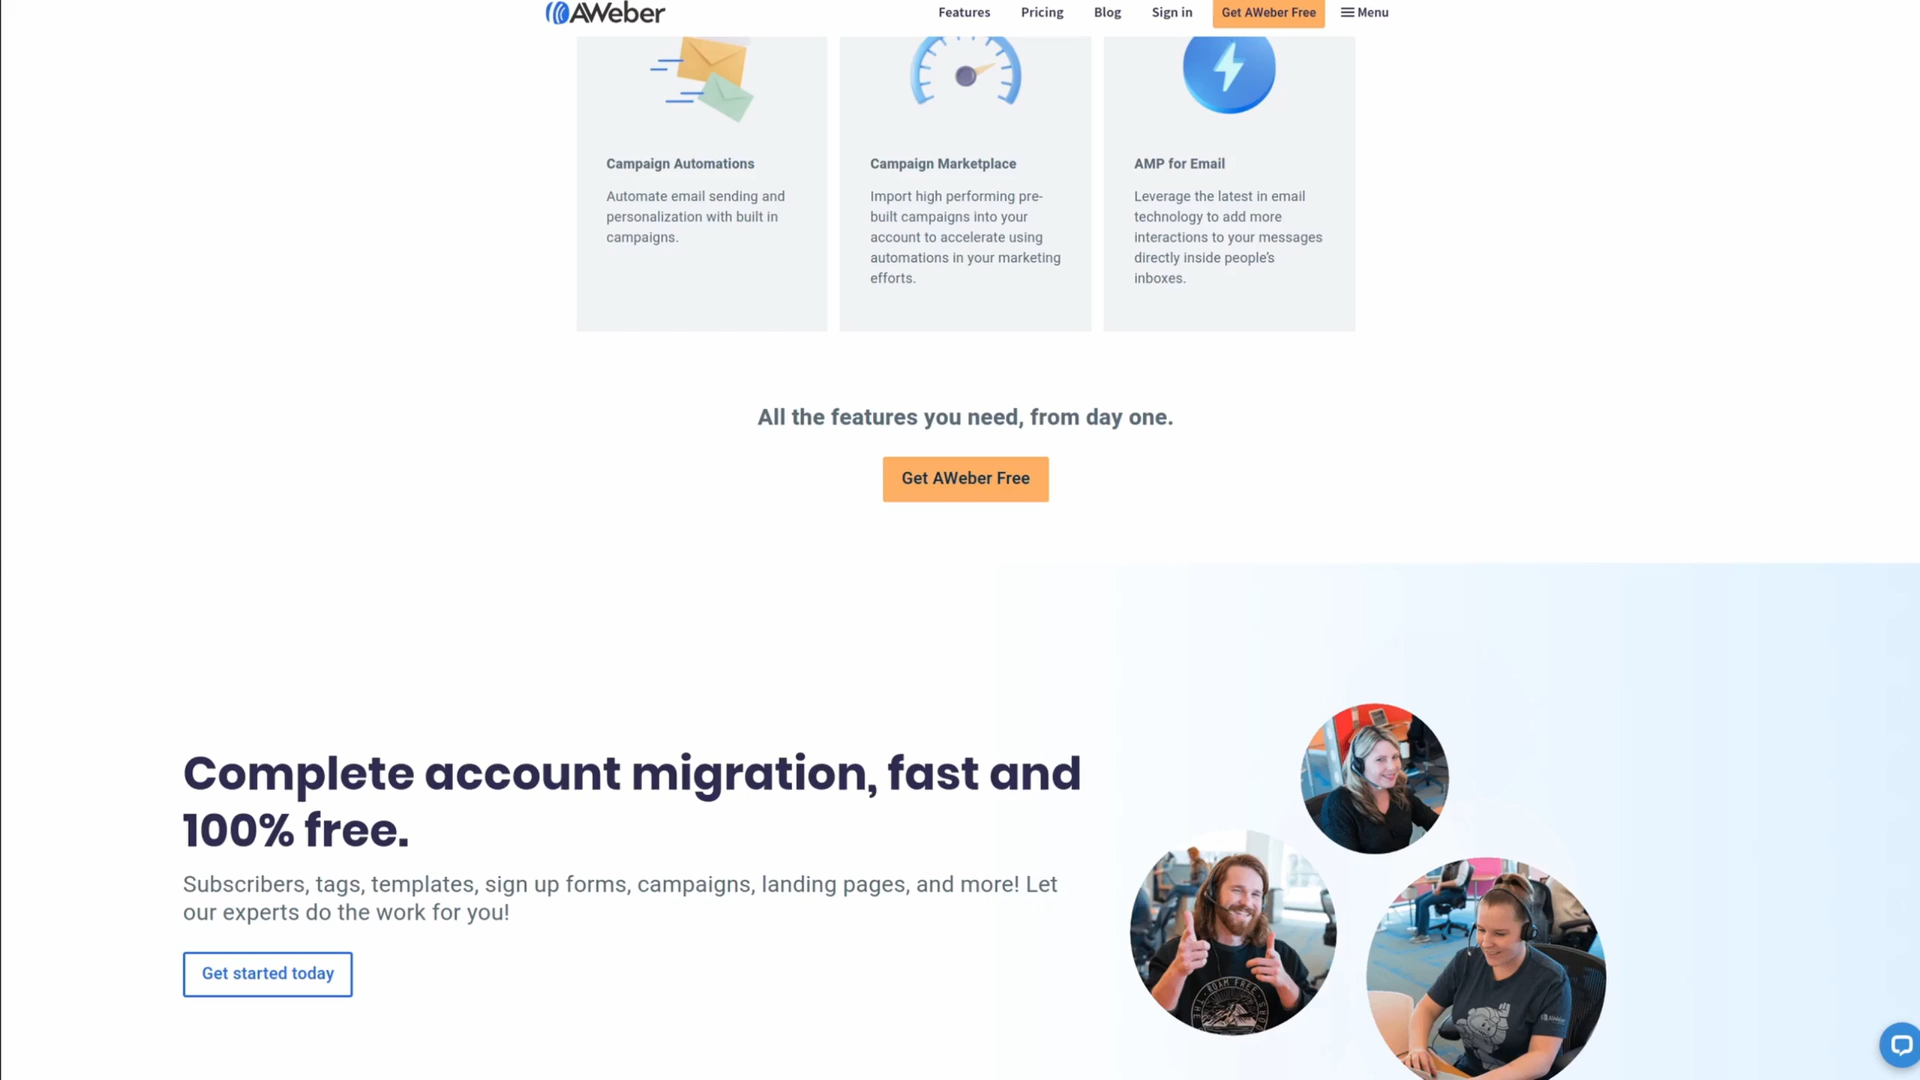 AWeber
Features
Pricing
Blog
Sign in
Get AWeber Free
Menu
Campaign Automations
Automate email sending and
personalization with built in
campaigns.
Campaign Marketplace
Import high performing pre-
built campaigns into your
account to accelerate using
automations in your marketing
efforts.
AMP for Email
Leverage the latest in email
technology to add more
interactions to your messages
directly inside people's
inboxes.
All the features you need, from day one.
Get AWeber Free
Complete account migration, fast and
100% free.
Subscribers, tags, templates, sign up forms, campaigns, landing pages, and more! Let
our experts do the work for you!
Get started today
ROAM FREE